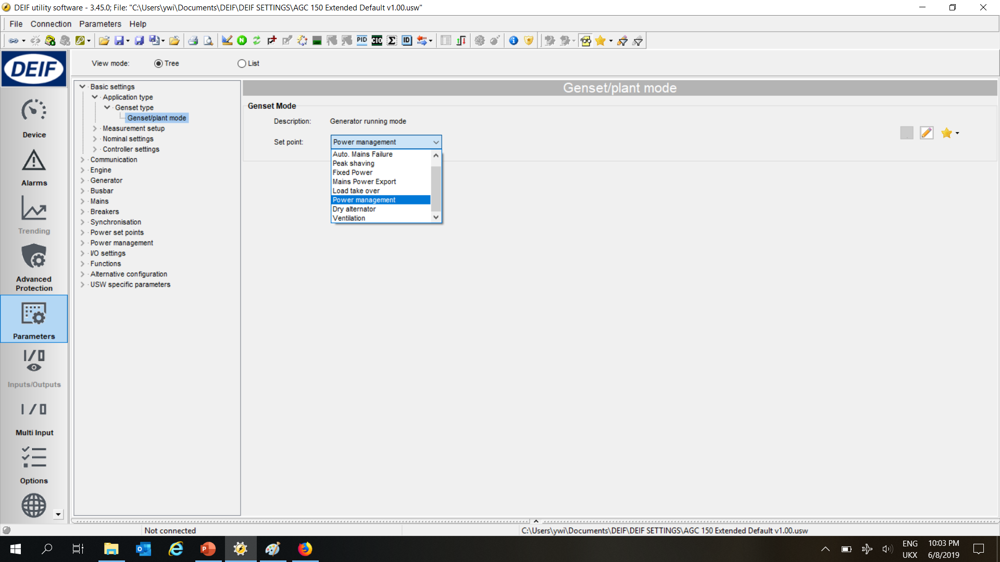 DEIF utility software - 3.45.0; File: "C:\Users\ywi\Documents\DEIF\DEIF SETTINGS\AGC 150 Extended Default v1.00.usw"
File Connection Parameters Help
PID CIO Σ ID
DEIF
View mode: Tree List
Basic settings
Application type
Genset type
Genset/plant mode
Measurement setup
Nominal settings
Controller settings
Communication
Engine
Generator
Busbar
Mains
Breakers
Synchronisation
Power set points
Power management
I/O settings
Functions
Alternative configuration
USW specific parameters
Genset/plant mode
Genset Mode
Description: Generator running mode
Set point: Power management
Auto. Mains Failure
Peak shaving
Fixed Power
Mains Power Export
Load take over
Power management
Dry alternator
Ventilation
Device
Alarms
Trending
Advanced
Protection
Parameters
Inputs/Outputs
Multi Input
Options
Not connected
C:\Users\ywi\Documents\DEIF\DEIF SETTINGS\AGC 150 Extended Default v1.00.usw
ENG
UKX
10:03 PM
6/8/2019